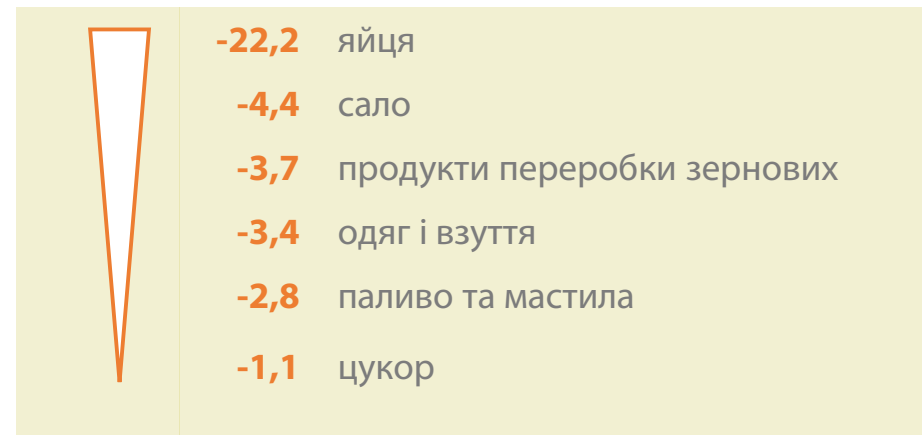 -22,2 яйця
-4,4 сало
-3,7 продукти переробки зернових
-3,4 одяг і взуття
-2,8 паливо та мастила
-1,1 цукор